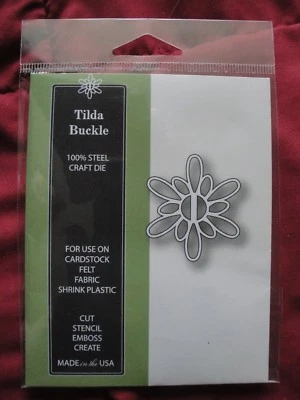 Tilda
Buckle
100% STEEL
CRAFT DIE
FOR USE ON
CARDSTOCK
FELT
FABRIC
SHRINK PLASTIC
CUT
STENCIL
EMBOSS
CREATE
MADE in the USA